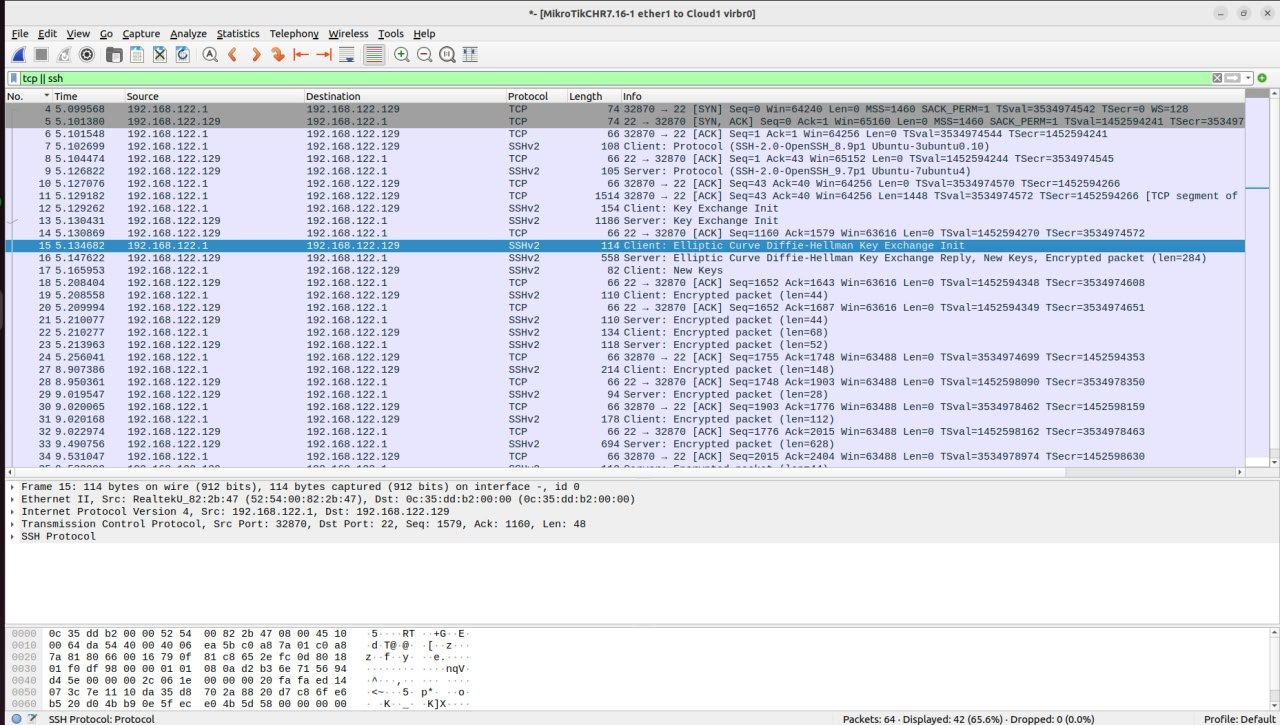 *- [MikroTikCHR7.16-1 ether1 to Cloud1 virbr0]
File Edit View Go Capture Analyze Statistics Telephony Wireless Tools Help
tcp || ssh
No. Time Source Destination Protocol Length Info
4 5.099568 192.168.122.1 192.168.122.129 TCP 74 32870 → 22 [SYN] Seq=0 Win=64240 Len=0 MSS=1460 SACK_PERM=1 TSval=3534974542 TSecr=0 WS=128
5 5.101380 192.168.122.129 192.168.122.1 TCP 74 22 → 32870 [SYN, ACK] Seq=0 Ack=1 Win=65160 Len=0 MSS=1460 SACK_PERM=1 TSval=1452594241 TSecr=353497
6 5.101548 192.168.122.1 192.168.122.129 TCP 66 32870 → 22 [ACK] Seq=1 Ack=1 Win=64256 Len=0 TSval=3534974544 TSecr=1452594241
7 5.102699 192.168.122.1 192.168.122.129 SSHv2 108 Client: Protocol (SSH-2.0-OpenSSH_8.9p1 Ubuntu-3ubuntu0.10)
8 5.104474 192.168.122.129 192.168.122.1 TCP 66 22 → 32870 [ACK] Seq=1 Ack=43 Win=65152 Len=0 TSval=1452594244 TSecr=3534974545
9 5.126822 192.168.122.129 192.168.122.1 SSHv2 105 Server: Protocol (SSH-2.0-OpenSSH_9.7p1 Ubuntu-7ubuntu4)
10 5.127076 192.168.122.1 192.168.122.129 TCP 66 32870 → 22 [ACK] Seq=43 Ack=40 Win=64256 Len=0 TSval=3534974570 TSecr=1452594266
11 5.129182 192.168.122.1 192.168.122.129 TCP 1514 32870 → 22 [ACK] Seq=43 Ack=40 Win=64256 Len=1448 TSval=3534974572 TSecr=1452594266 [TCP segment of
12 5.129262 192.168.122.1 192.168.122.129 SSHv2 154 Client: Key Exchange Init
13 5.130431 192.168.122.129 192.168.122.1 SSHv2 1186 Server: Key Exchange Init
14 5.130869 192.168.122.129 192.168.122.1 TCP 66 22 → 32870 [ACK] Seq=1160 Ack=1579 Win=63616 Len=0 TSval=1452594270 TSecr=3534974572
15 5.134682 192.168.122.1 192.168.122.129 SSHv2 114 Client: Elliptic Curve Diffie-Hellman Key Exchange Init
16 5.147622 192.168.122.129 192.168.122.1 SSHv2 558 Server: Elliptic Curve Diffie-Hellman Key Exchange Reply, New Keys, Encrypted packet (len=284)
17 5.165953 192.168.122.1 192.168.122.129 SSHv2 82 Client: New Keys
18 5.208404 192.168.122.129 192.168.122.1 TCP 66 22 → 32870 [ACK] Seq=1652 Ack=1643 Win=63616 Len=0 TSval=1452594348 TSecr=3534974608
19 5.208558 192.168.122.1 192.168.122.129 SSHv2 110 Client: Encrypted packet (len=44)
20 5.209994 192.168.122.129 192.168.122.1 TCP 66 22 → 32870 [ACK] Seq=1652 Ack=1687 Win=63616 Len=0 TSval=1452594349 TSecr=3534974651
21 5.210077 192.168.122.129 192.168.122.1 SSHv2 110 Server: Encrypted packet (len=44)
22 5.210277 192.168.122.1 192.168.122.129 SSHv2 134 Client: Encrypted packet (len=68)
23 5.213963 192.168.122.129 192.168.122.1 SSHv2 118 Server: Encrypted packet (len=52)
24 5.256041 192.168.122.1 192.168.122.129 TCP 66 32870 → 22 [ACK] Seq=1755 Ack=1748 Win=63488 Len=0 TSval=3534974699 TSecr=1452594353
27 8.907386 192.168.122.1 192.168.122.129 SSHv2 214 Client: Encrypted packet (len=148)
28 8.950361 192.168.122.129 192.168.122.1 TCP 66 22 → 32870 [ACK] Seq=1748 Ack=1903 Win=63488 Len=0 TSval=1452598090 TSecr=3534978350
29 9.019547 192.168.122.129 192.168.122.1 SSHv2 94 Server: Encrypted packet (len=28)
30 9.020065 192.168.122.1 192.168.122.129 TCP 66 32870 → 22 [ACK] Seq=1903 Ack=1776 Win=63488 Len=0 TSval=3534978462 TSecr=1452598159
31 9.020168 192.168.122.1 192.168.122.129 SSHv2 178 Client: Encrypted packet (len=112)
32 9.022974 192.168.122.129 192.168.122.1 TCP 66 22 → 32870 [ACK] Seq=1776 Ack=2015 Win=63488 Len=0 TSval=1452598162 TSecr=3534978463
33 9.490756 192.168.122.129 192.168.122.1 SSHv2 694 Server: Encrypted packet (len=628)
34 9.531047 192.168.122.1 192.168.122.129 TCP 66 32870 → 22 [ACK] Seq=2015 Ack=2404 Win=63488 Len=0 TSval=3534978974 TSecr=1452598630
Frame 15: 114 bytes on wire (912 bits), 114 bytes captured (912 bits) on interface -, id 0
Ethernet II, Src: RealtekU_82:2b:47 (52:54:00:82:2b:47), Dst: 0c:35:dd:b2:00:00 (0c:35:dd:b2:00:00)
Internet Protocol Version 4, Src: 192.168.122.1, Dst: 192.168.122.129
Transmission Control Protocol, Src Port: 32870, Dst Port: 22, Seq: 1579, Ack: 1160, Len: 48
SSH Protocol
0000 0c 35 dd b2 00 00 52 54 00 82 2b 47 08 00 45 10 ·5····RT ··+G··E·
0010 00 64 da 54 40 00 40 06 ea 5b c0 a8 7a 01 c0 a8 ·d·T@·@· ·[··z···
0020 7a 81 80 66 00 16 79 0f 81 c8 65 2e fc 0d 80 18 z··f··y· ··e.····
0030 01 f0 df 98 00 00 01 01 08 0a d2 b3 6e 71 56 94 ········ ····nqV·
0040 d4 5e 00 00 00 2c 06 1e 00 00 00 20 fa fa ed 14 ·^···,·· ··· ····
0050 07 3c 7e 11 10 da 35 d8 70 2a 88 20 d7 c8 6f e6 ·<~···5· p*· ··o·
0060 b5 20 d0 4b b9 0e 5f ec e0 4b 5d 58 00 00 00 00 · ·K··_· ·K]X····
SSH Protocol: Protocol Packets: 64 · Displayed: 42 (65.6%) · Dropped: 0 (0.0%) Profile: Defau